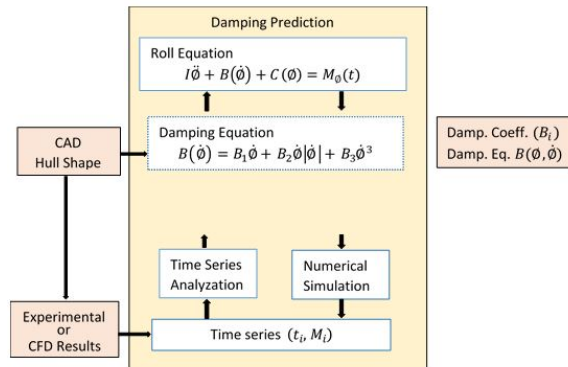 Damping Prediction
Roll Equation
Iφ̈ + B(φ̇) + C(φ) = M_φ(t)
CAD
Hull Shape
Damping Equation
B(φ̇) = B₁φ̇ + B₂φ̇|φ̇| + B₃φ̇³
Damp. Coeff. (Bᵢ)
Damp. Eq. B(φ, φ̇)
Time Series
Analyzation
Numerical
Simulation
Experimental
or
CFD Results
Time series (tᵢ, Mᵢ)